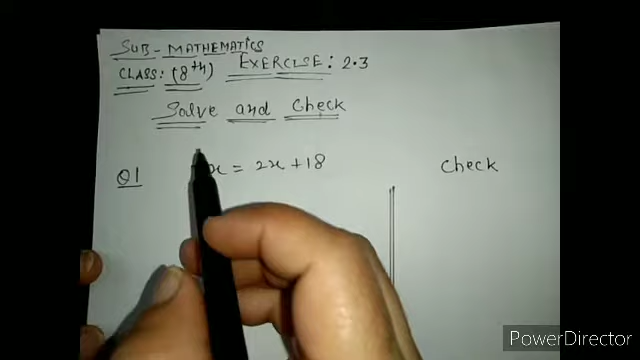 SUB - MATHEMATICS
CLASS: (8th) EXERCISE: 2.3
Solve and Check
Q1 x = 2x + 18 Check
PowerDirector